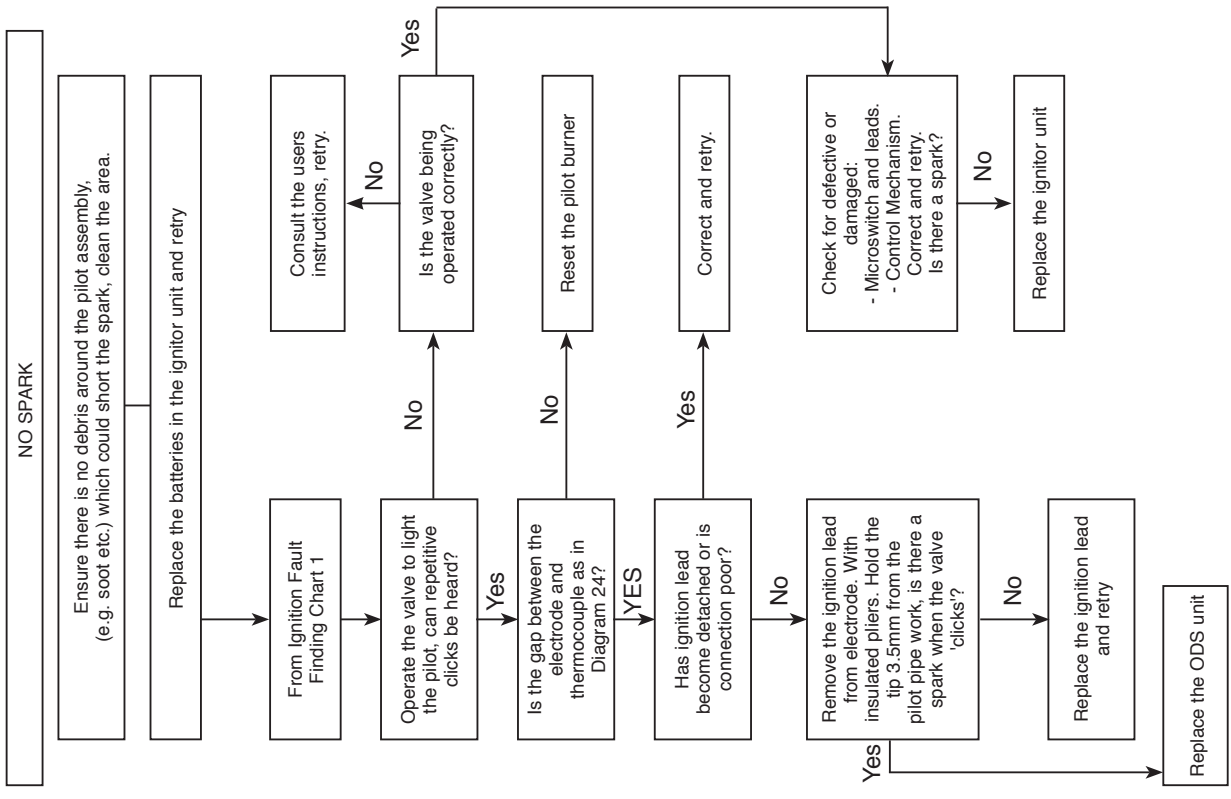 NO SPARK
Ensure there is no debris around the pilot assembly,
(e.g. soot etc.) which could short the spark, clean the area.
Replace the batteries in the ignitor unit and retry
From Ignition Fault
Finding Chart 1
Operate the valve to light
the pilot, can repetitive
clicks be heard?
No
Is the valve being
operated correctly?
No
Consult the users
instructions, retry.
Yes
Yes
Is the gap between the
electrode and
thermocouple as in
Diagram 24?
No
Reset the pilot burner
YES
Has ignition lead
become detached or is
connection poor?
Yes
Correct and retry.
No
Remove the ignition lead
from electrode. With
insulated pliers. Hold the
tip 3.5mm from the
pilot pipe work, is there a
spark when the valve
'clicks'?
Check for defective or
damaged:
- Microswitch and leads.
- Control Mechanism.
Correct and retry.
Is there a spark?
No
Replace the ignitor unit
No
Replace the ignition lead
and retry
Yes
Replace the ODS unit